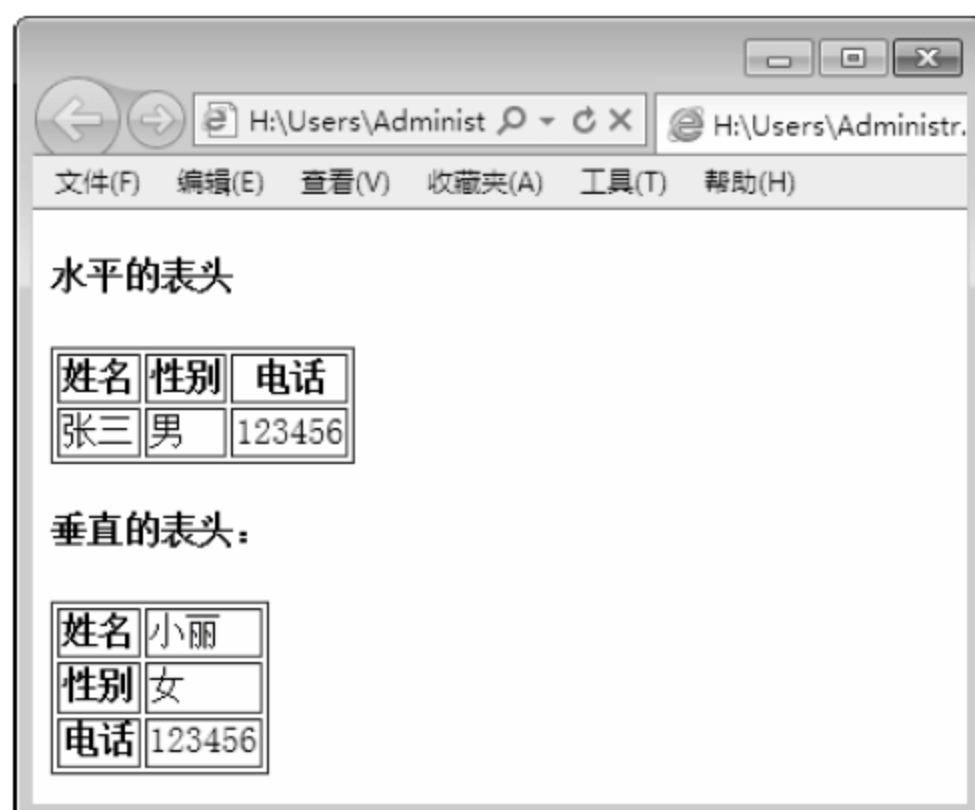 H:\Users\Administ H:\Users\Administr.
文件(F) 编辑(E) 查看(V) 收藏夹(A) 工具(T) 帮助(H)
水平的表头
姓名 性别 电话
张三 男 123456
垂直的表头：
姓名 小丽
性别 女
电话 123456